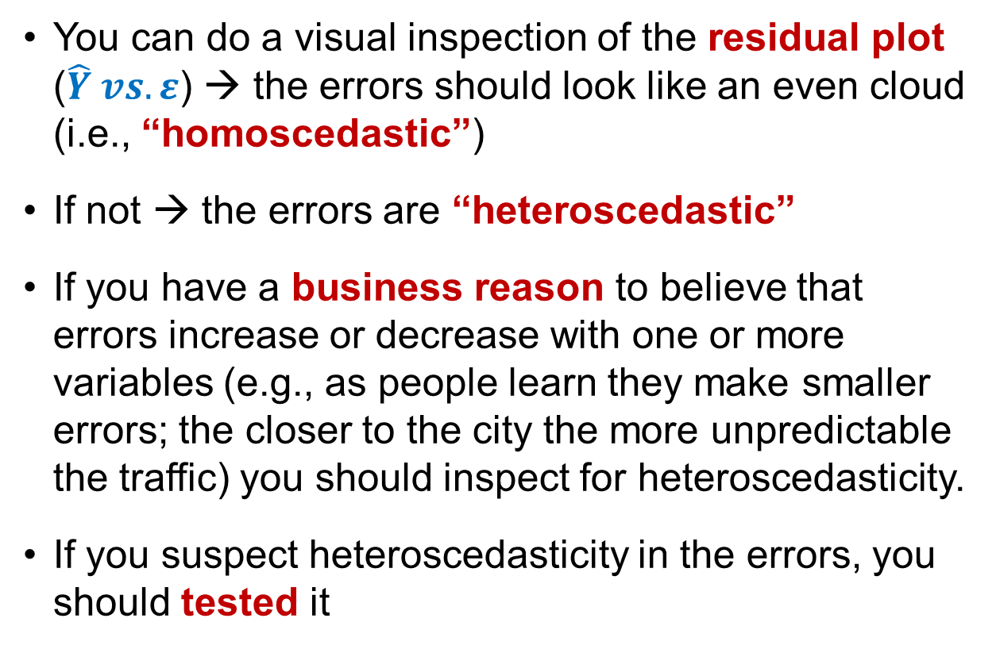 • You can do a visual inspection of the residual plot
(Ŷ vs. ε) → the errors should look like an even cloud
(i.e., “homoscedastic”)
• If not → the errors are “heteroscedastic”
• If you have a business reason to believe that
errors increase or decrease with one or more
variables (e.g., as people learn they make smaller
errors; the closer to the city the more unpredictable
the traffic) you should inspect for heteroscedasticity.
• If you suspect heteroscedasticity in the errors, you
should tested it